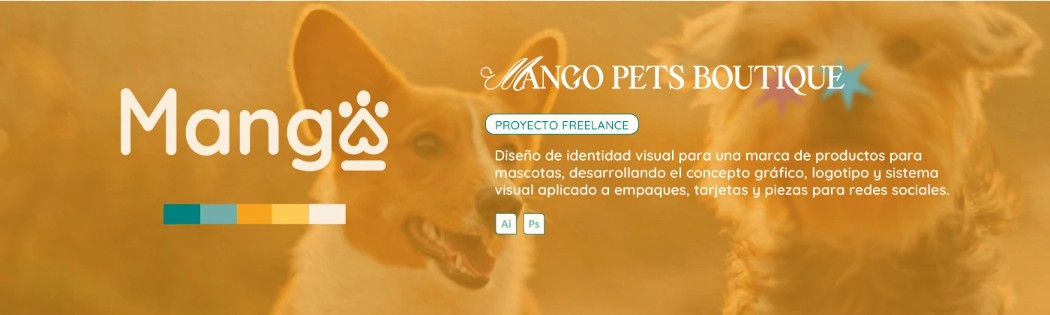 Mango
MANGO PETS BOUTIQUE
PROYECTO FREELANCE
Diseño de identidad visual para una marca de productos para
mascotas, desarrollando el concepto gráfico, logotipo y sistema
visual aplicado a empaques, tarjetas y piezas para redes sociales.
Ai Ps